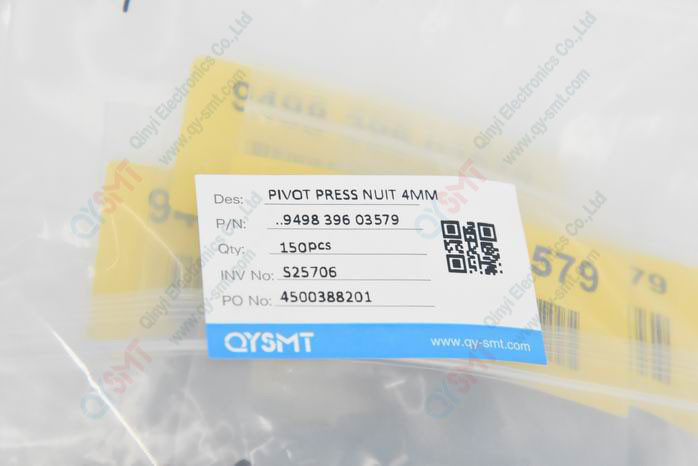 Des: PIVOT PRESS NUIT 4MM
P/N: ..9498 396 03579
Qty: 150pcs
INV No: S25706
PO No: 4500388201
QYSMT
www.qy-smt.com
579
79
Qinyi Electronics Co.,Ltd
www.qy-smt.com
QYSMT